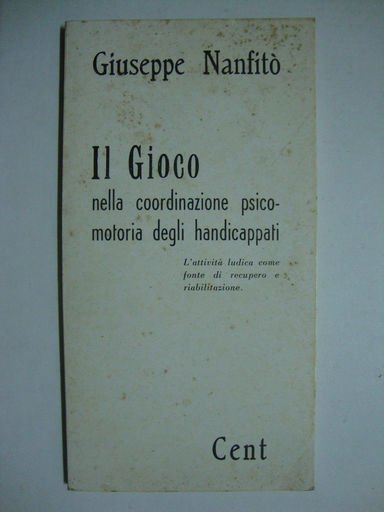 Giuseppe Nanfitò
Il Gioco
nella coordinazione psico-
motoria degli handicappati
L'attività ludica come
fonte di recupero e
riabilitazione.
Cent